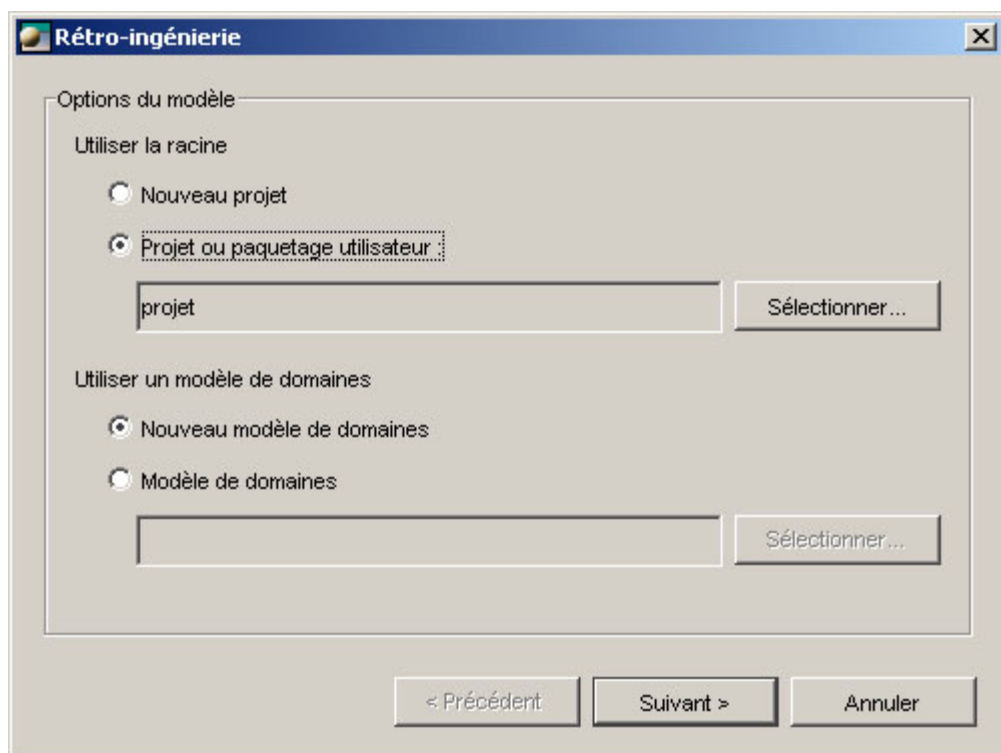 Rétro-ingénierie
Options du modèle
Utiliser la racine
Nouveau projet
Projet ou paquetage utilisateur :
projet
Sélectionner...
Utiliser un modèle de domaines
Nouveau modèle de domaines
Modèle de domaines
Sélectionner...
< Précédent
Suivant >
Annuler